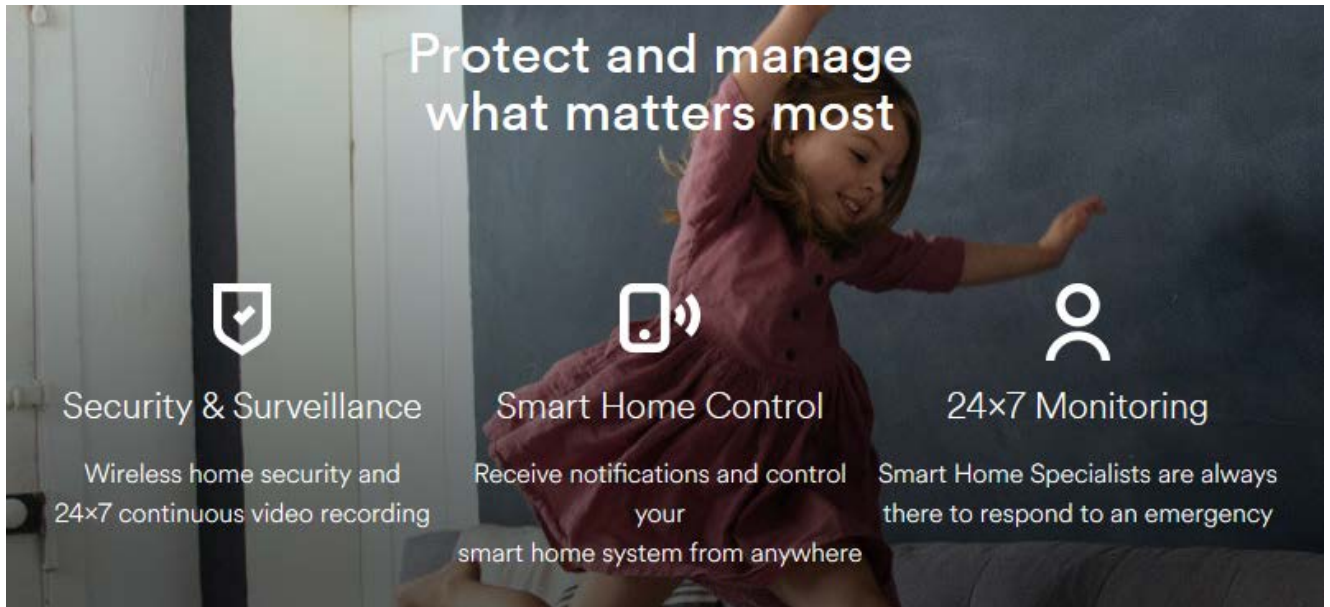 Protect and manage
what matters most
Security & Surveillance
Wireless home security and
24×7 continuous video recording
Smart Home Control
Receive notifications and control
your
smart home system from anywhere
24×7 Monitoring
Smart Home Specialists are always
there to respond to an emergency